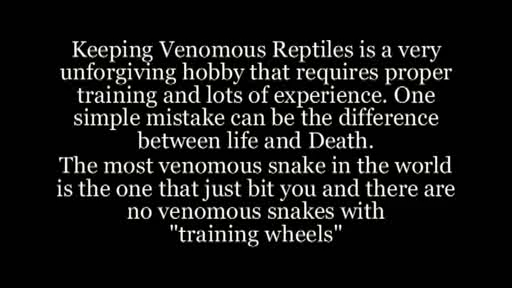 Keeping Venomous Reptiles is a very
unforgiving hobby that requires proper
training and lots of experience. One
simple mistake can be the difference
between life and Death.
The most venomous snake in the world
is the one that just bit you and there are
no venomous snakes with
"training wheels"